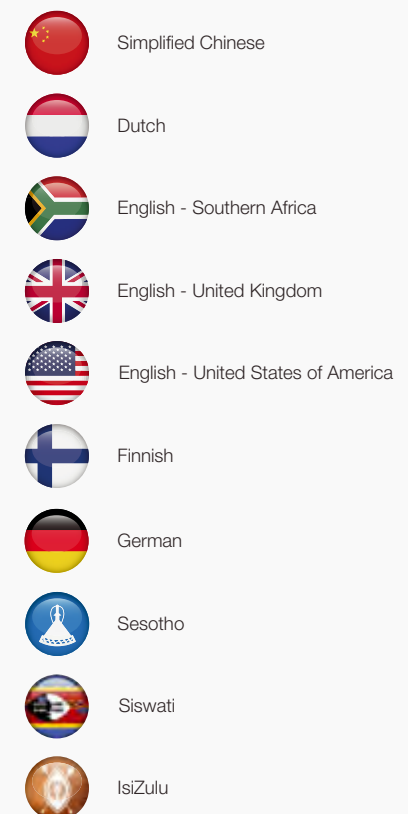 Simplified Chinese
Dutch
English - Southern Africa
English - United Kingdom
English - United States of America
Finnish
German
Sesotho
Siswati
IsiZulu